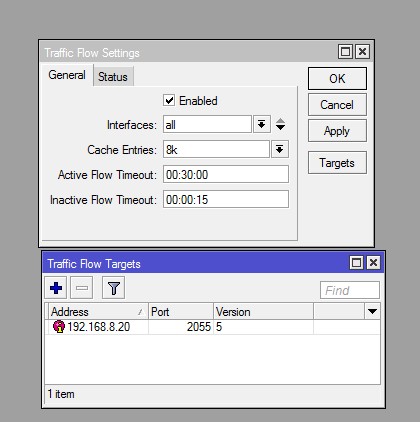 Traffic Flow Settings
General Status
OK
Enabled
Cancel
Interfaces: all
Apply
Cache Entries: 8k
Targets
Active Flow Timeout: 00:30:00
Inactive Flow Timeout: 00:00:15
Traffic Flow Targets
Find
Address Port Version
192.168.8.20 2055 5
1 item